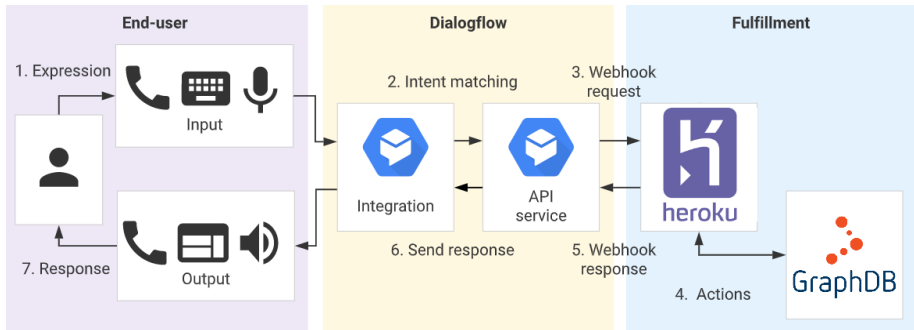 End-user
Dialogflow
Fulfillment
1. Expression
Input
2. Intent matching
3. Webhook
request
Integration
API
service
heroku
Output
7. Response
6. Send response
5. Webhook
response
4. Actions
GraphDB